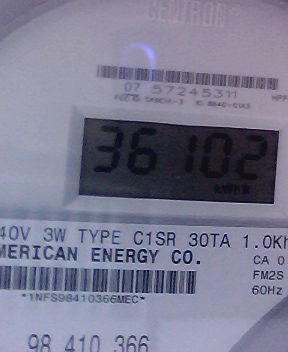 CENTRON®
07 57245311
36102
40V 3W TYPE C1SR 30TA 1.0Kh
MERICAN ENERGY CO.
CA 0
FM2S
*1NFS98410366MEC*
60Hz
98 410 366